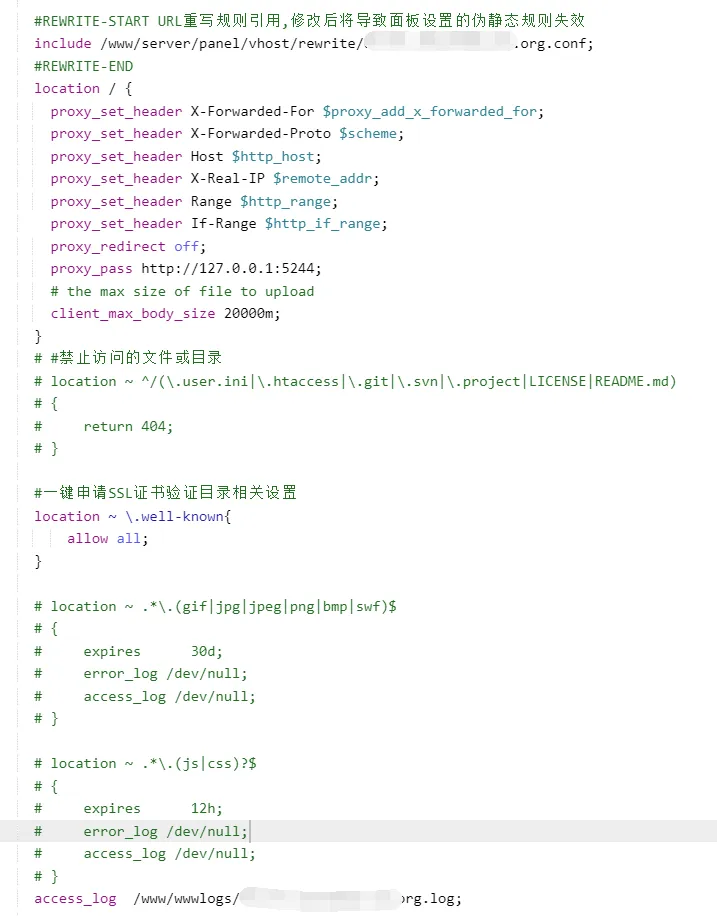 #REWRITE-START URL重写规则引用,修改后将导致面板设置的伪静态规则失效
include /www/server/panel/vhost/rewrite/ .org.conf;
#REWRITE-END
location / {
proxy_set_header X-Forwarded-For $proxy_add_x_forwarded_for;
proxy_set_header X-Forwarded-Proto $scheme;
proxy_set_header Host $http_host;
proxy_set_header X-Real-IP $remote_addr;
proxy_set_header Range $http_range;
proxy_set_header If-Range $http_if_range;
proxy_redirect off;
proxy_pass http://127.0.0.1:5244;
# the max size of file to upload
client_max_body_size 20000m;
}
# #禁止访问的文件或目录
# location ~ ^/(\.user.ini|\.htaccess|\.git|\.svn|\.project|LICENSE|README.md)
# {
#     return 404;
# }
#一键申请SSL证书验证目录相关设置
location ~ \.well-known{
allow all;
}
# location ~ .*\.(gif|jpg|jpeg|png|bmp|swf)$
# {
#     expires      30d;
#     error_log /dev/null;
#     access_log /dev/null;
# }
# location ~ .*\.(js|css)?$
# {
#     expires      12h;
#     error_log /dev/null;
#     access_log /dev/null;
# }
access_log  /www/wwwlogs/ org.log;